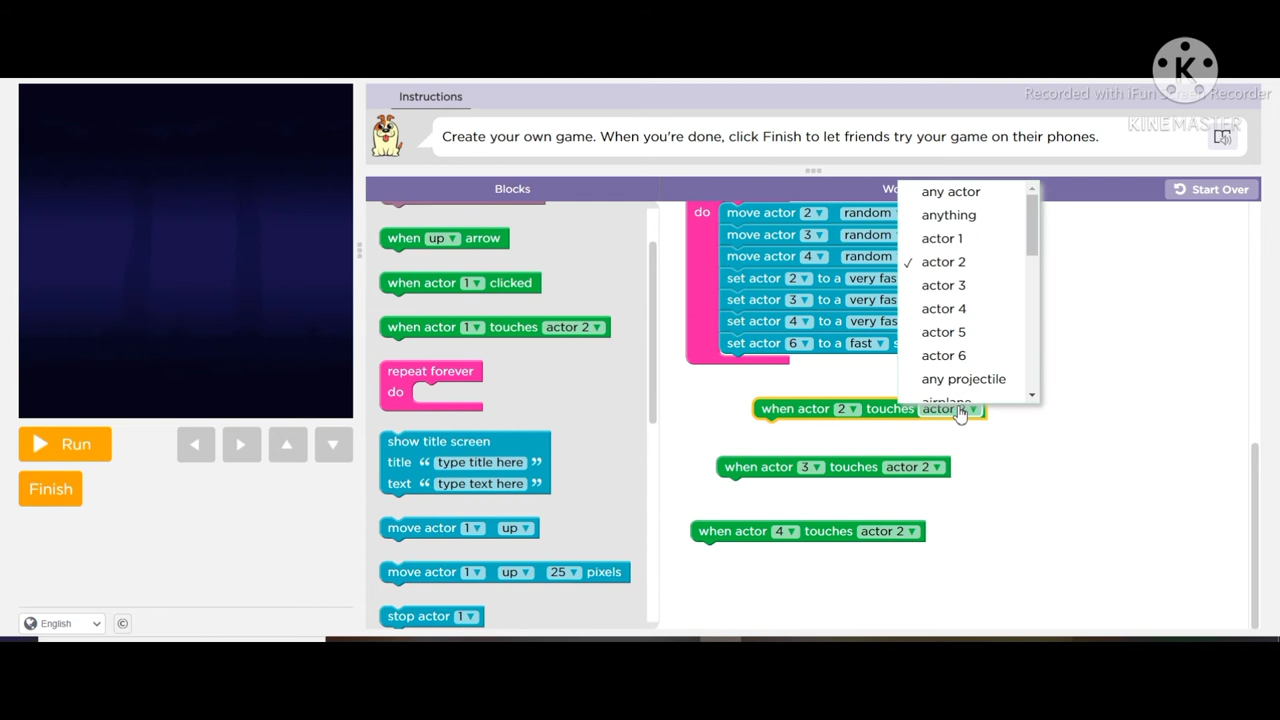 K
Recorded with iFun Screen Recorder
KINEMASTER
Instructions
Create your own game. When you're done, click Finish to let friends try your game on their phones.
Blocks
Start Over
when up arrow
when actor 1 clicked
when actor 1 touches actor 2
repeat forever
do
show title screen
title “ type title here ”
text “ type text here ”
move actor 1 up
move actor 1 up 25 pixels
stop actor 1
do
move actor 2 random
move actor 3 random
move actor 4 random
set actor 2 to a very fas
set actor 3 to a very fas
set actor 4 to a very fas
set actor 6 to a fast
any actor
anything
actor 1
✓ actor 2
actor 3
actor 4
actor 5
actor 6
any projectile
airplane
when actor 2 touches actor
when actor 3 touches actor 2
when actor 4 touches actor 2
Run
Finish
English
©